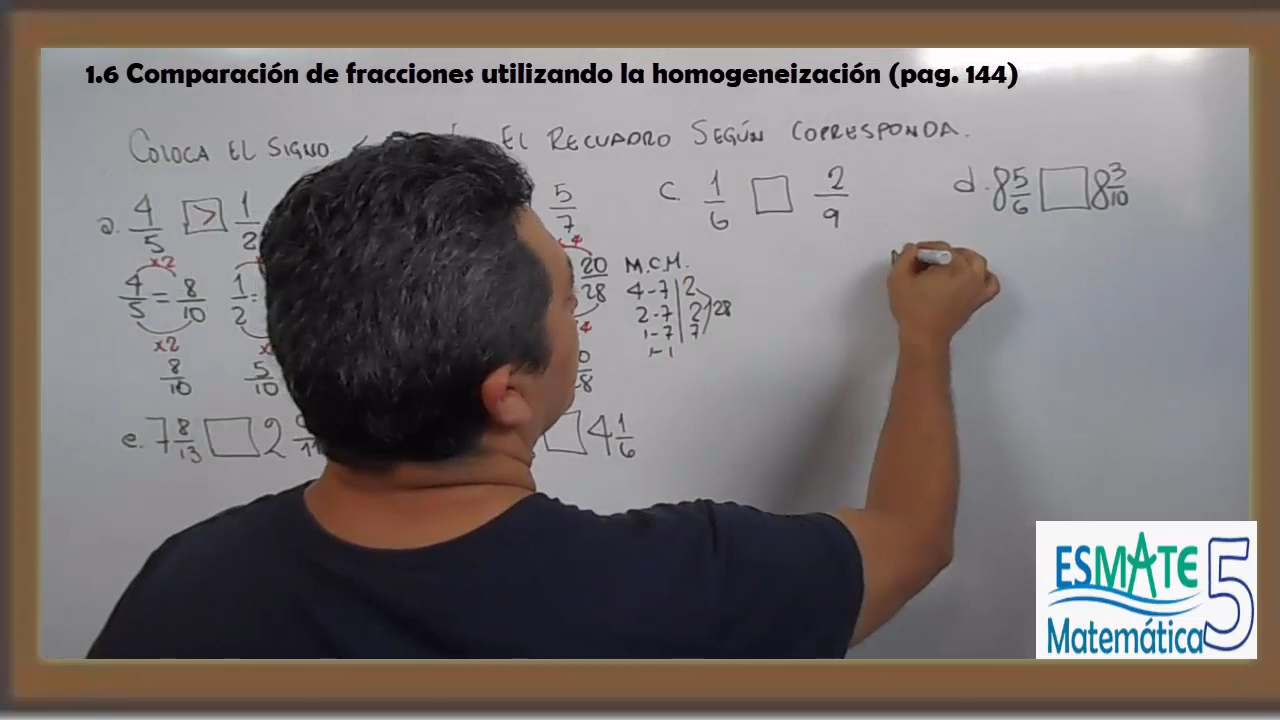 1.6 Comparación de fracciones utilizando la homogeneización (pag. 144)
COLOCA EL SIGNO < EL RECUADRO SEGÚN CORRESPONDA.
a. 4/5 > 1/2
×2
4/5 = 8/10 1/2 =
×2
8/10 5/10
5/7
20/28
M.C.M.
4-7 | 2
2-7 | 2 28
1-7 | 7
1-1
c. 1/6 □ 2/9
d. 8 5/6 □ 8 3/10
e. 7 8/13 □ 2
□ 4 1/6
ESMATE 5
Matemática